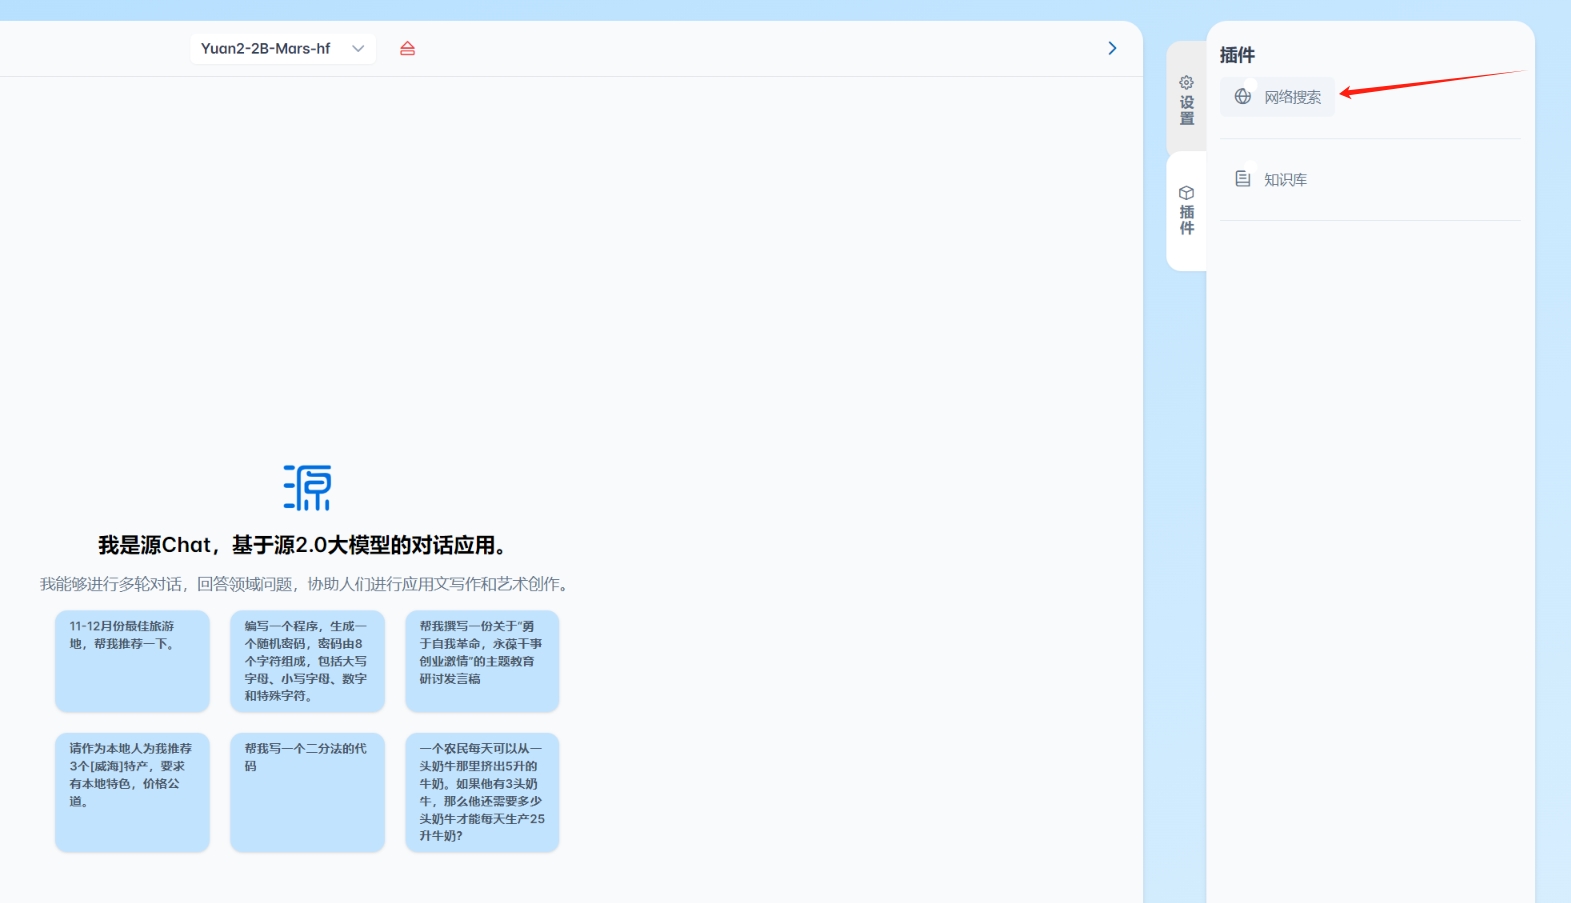 Yuan2-2B-Mars-hf
设置
插件
插件
网络搜索
知识库
源
我是源Chat，基于源2.0大模型的对话应用。
我能够进行多轮对话，回答领域问题，协助人们进行应用文写作和艺术创作。
11-12月份最佳旅游
地，帮我推荐一下。
编写一个程序，生成一
个随机密码，密码由8
个字符组成，包括大写
字母、小写字母、数字
和特殊字符。
帮我撰写一份关于“勇
于自我革命，永葆干事
创业激情”的主题教育
研讨发言稿
请作为本地人为我推荐
3个[威海]特产，要求
有本地特色，价格公
道。
帮我写一个二分法的代
码
一个农民每天可以从一
头奶牛那里挤出5升的
牛奶。如果他有3头奶
牛，那么他还需要多少
头奶牛才能每天生产25
升牛奶?